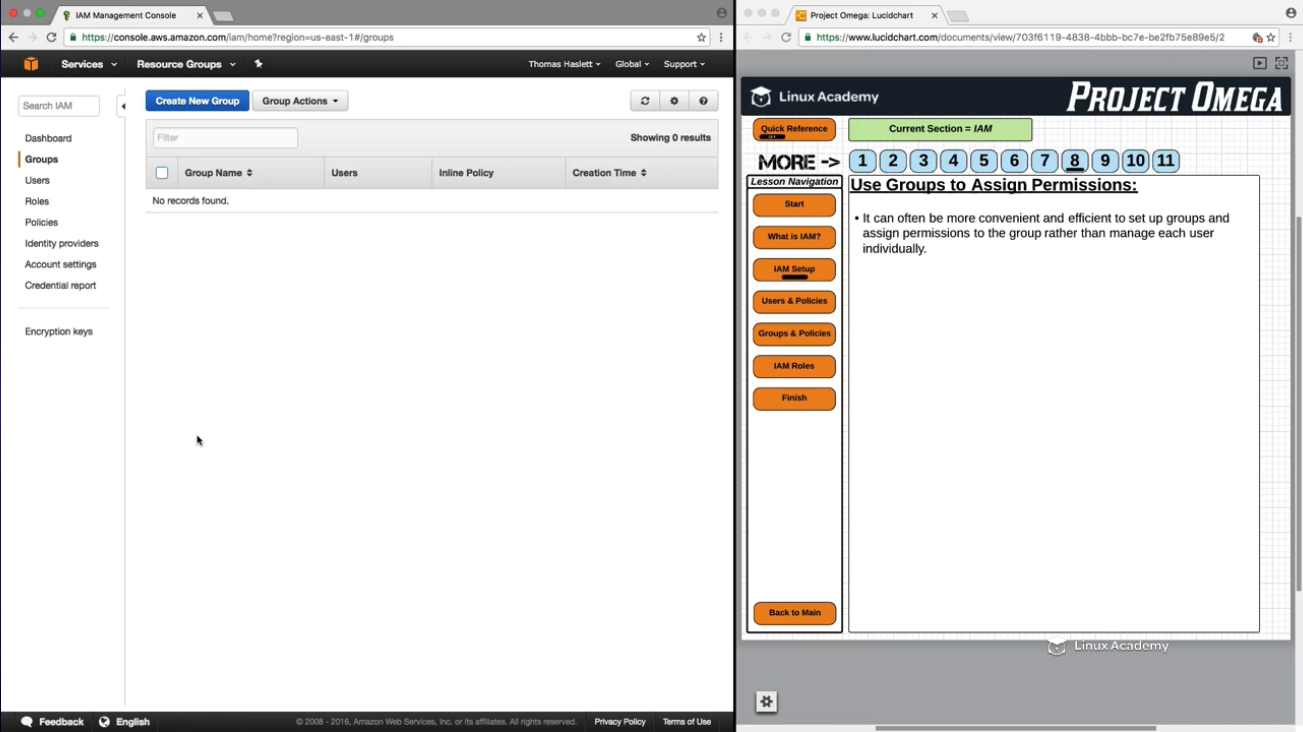 IAM Management Console
https://console.aws.amazon.com/iam/home?region=us-east-1#/groups
Services
Resource Groups
Thomas Haslett
Global
Support
Search IAM
Dashboard
Groups
Users
Roles
Policies
Identity providers
Account settings
Credential report
Encryption keys
Create New Group
Group Actions
Filter
Showing 0 results
Group Name
Users
Inline Policy
Creation Time
No records found.
Feedback
English
© 2008 - 2016, Amazon Web Services, Inc. or its affiliates. All rights reserved.
Privacy Policy
Terms of Use
Project Omega: Lucidchart
https://www.lucidchart.com/documents/view/703f6119-4838-4bbb-bc7e-be2fb75e89e5/2
Linux Academy
PROJECT OMEGA
Quick Reference
Current Section = IAM
MORE -> 1 2 3 4 5 6 7 8 9 10 11
Lesson Navigation
Start
What is IAM?
IAM Setup
Users & Policies
Groups & Policies
IAM Roles
Finish
Back to Main
Use Groups to Assign Permissions:
• It can often be more convenient and efficient to set up groups and
assign permissions to the group rather than manage each user
individually.
Linux Academy